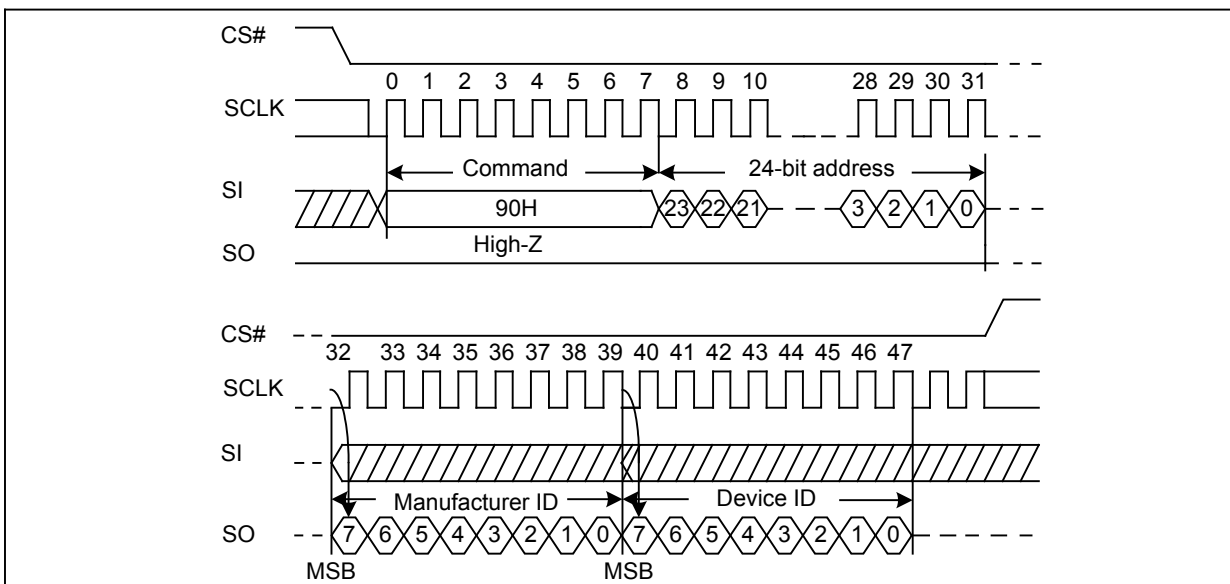 CS#
0 1 2 3 4 5 6 7 8 9 10 28 29 30 31
SCLK
Command 24-bit address
SI
90H 23 22 21 3 2 1 0
High-Z
SO
CS#
32 33 34 35 36 37 38 39 40 41 42 43 44 45 46 47
SCLK
SI
Manufacturer ID Device ID
SO 7 6 5 4 3 2 1 0 7 6 5 4 3 2 1 0
MSB MSB